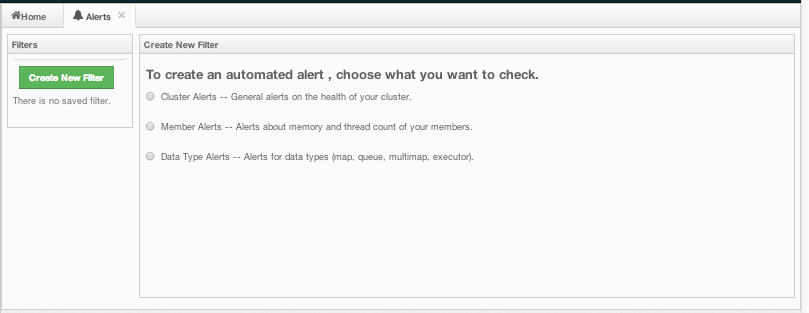 Home
Alerts
Filters
Create New Filter
There is no saved filter.
Create New Filter
To create an automated alert , choose what you want to check.
Cluster Alerts -- General alerts on the health of your cluster.
Member Alerts -- Alerts about memory and thread count of your members.
Data Type Alerts -- Alerts for data types (map, queue, multimap, executor).